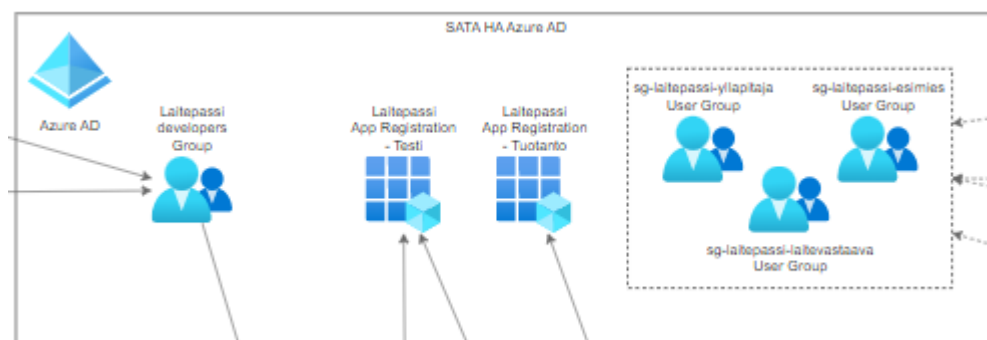 SATA HA Azure AD
Azure AD
Laitepassi
developers
Group
Laitepassi
App Registration
- Testi
Laitepassi
App Registration
- Tuotanto
sg-laitepassi-yllapitaja
User Group
sg-laitepassi-esimies
User Group
sg-laitepassi-laitevastaava
User Group